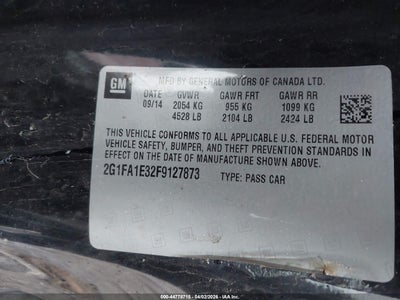 GM
MFD BY GENERAL MOTORS OF CANADA LTD.
DATE GVWR GAWR FRT GAWR RR
09/14 2054 KG 955 KG 1099 KG
4528 LB 2104 LB 2424 LB
THIS VEHICLE CONFORMS TO ALL APPLICABLE U.S. FEDERAL MOTOR
VEHICLE SAFETY, BUMPER, AND THEFT PREVENTION STANDARDS IN
EFFECT ON THE DATE OF MANUFACTURE SHOWN ABOVE.
2G1FA1E32F9127873 TYPE: PASS CAR
000-44778715 - 04/02/2026 - IAA